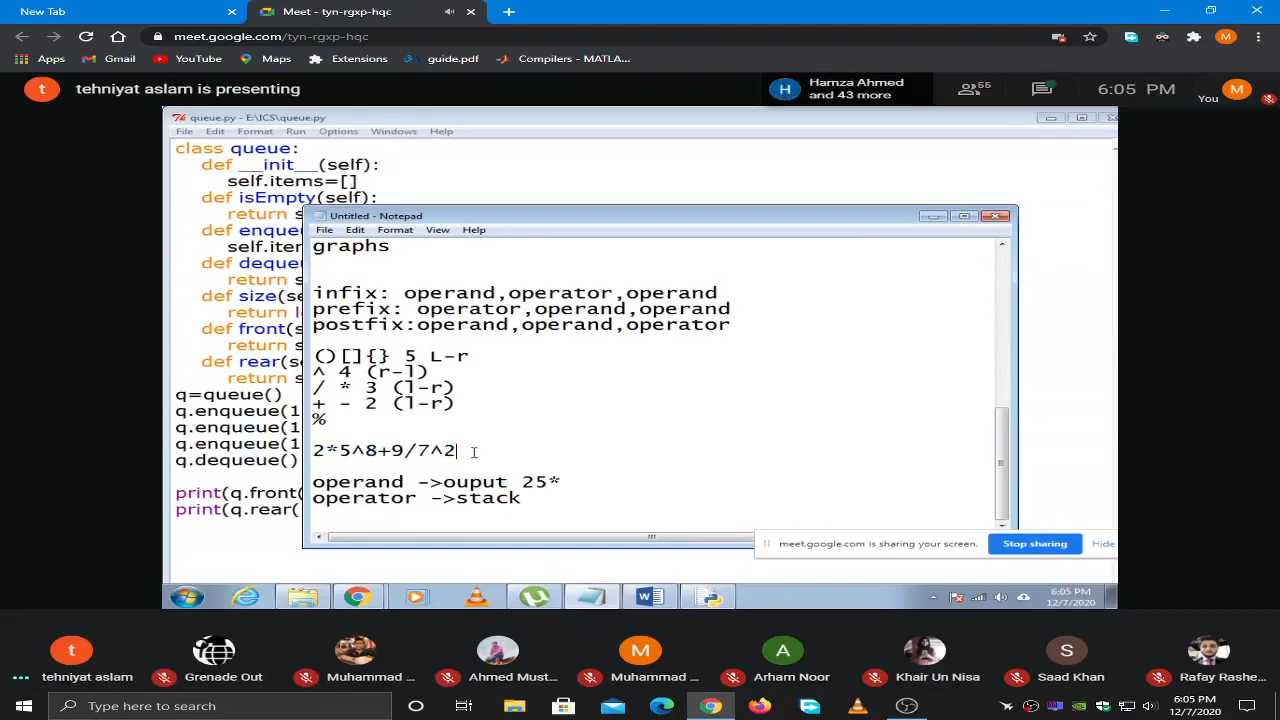 New Tab
Meet - tyn-rgxp-hqc
meet.google.com/tyn-rgxp-hqc
Apps
Gmail
YouTube
Maps
Extensions
guide.pdf
Compilers - MATLA...
tehniyat aslam is presenting
H
Hamza Ahmed
and 43 more
55
6:05 PM
You
M
queue.py - E:\ICS\queue.py
File Edit Format Run Options Windows Help
class queue:
def __init__(self):
self.items=[]
def isEmpty(self):
return s
def enqueu
self.item
def deque
return s
def size(se
return le
def front(s
return s
def rear(se
return s
q=queue()
q.enqueue(1
q.enqueue(1
q.enqueue(1
q.dequeue()
print(q.front(
print(q.rear(
Untitled - Notepad
File Edit Format View Help
graphs
infix: operand,operator,operand
prefix: operator,operand,operand
postfix:operand,operand,operator
()[]{} 5 L-r
^ 4 (r-l)
/ * 3 (l-r)
+ - 2 (l-r)
%
2*5^8+9/7^2
operand ->ouput 25*
operator ->stack
meet.google.com is sharing your screen.
Stop sharing
Hide
6:05 PM
12/7/2020
t
M
A
S
tehniyat aslam
Grenade Out
Muhammad ...
Ahmed Must...
Muhammad ...
Arham Noor
Khair Un Nisa
Saad Khan
Rafay Rashe...
Type here to search
6:05 PM
12/7/2020